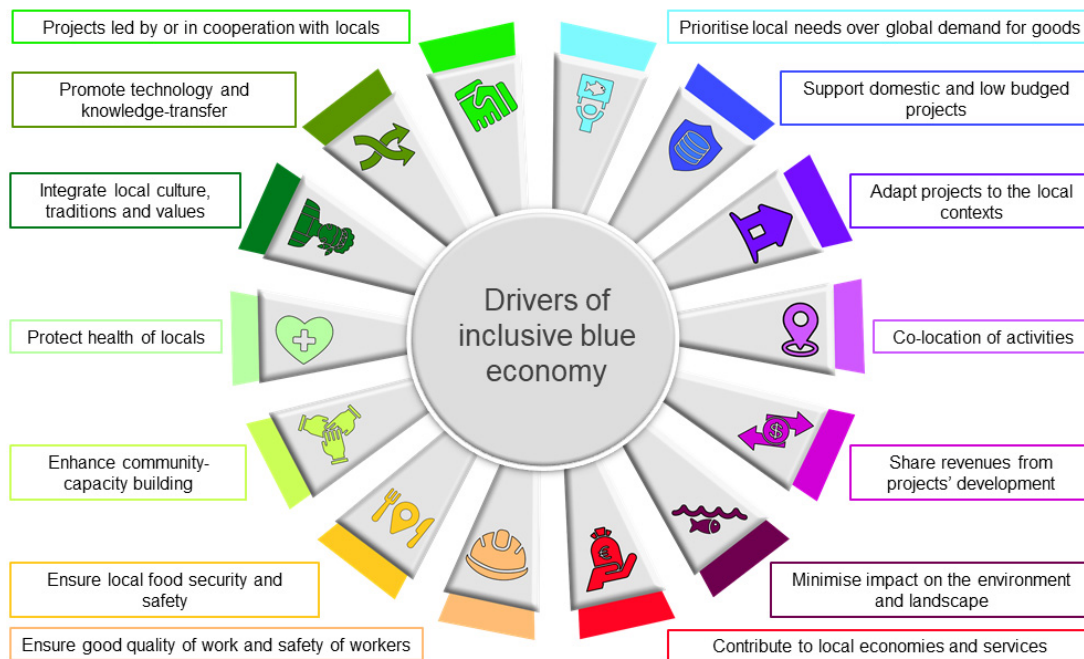 Projects led by or in cooperation with locals
Prioritise local needs over global demand for goods
Promote technology and
knowledge-transfer
Support domestic and low budged
projects
Integrate local culture,
traditions and values
Adapt projects to the local
contexts
Drivers of
inclusive blue
economy
Protect health of locals
Co-location of activities
Enhance community-
capacity building
Share revenues from
projects’ development
Ensure local food security and
safety
Minimise impact on the environment
and landscape
Ensure good quality of work and safety of workers
Contribute to local economies and services
$
€